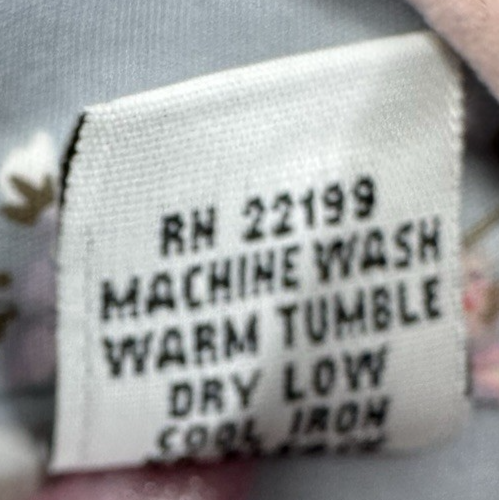 RN 22199
MACHINE WASH
WARM TUMBLE
DRY LOW
COOL IRON